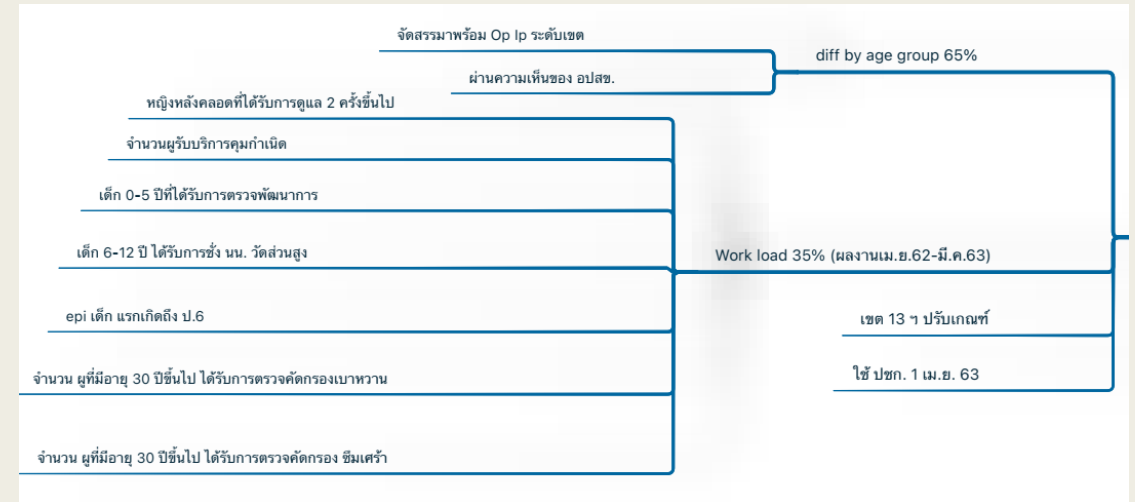 จัดสรรมาพร้อม Op Ip ระดับเขต
diff by age group 65%
ผ่านความเห็นของ อปสข.
หญิงหลังคลอดที่ได้รับการดูแล 2 ครั้งขึ้นไป
จำนวนผู้รับบริการคุมกำเนิด
เด็ก 0-5 ปีที่ได้รับการตรวจพัฒนาการ
เด็ก 6-12 ปี ได้รับการชั่ง นน. วัดส่วนสูง
Work load 35% (ผลงานเม.ย.62-มี.ค.63)
epi เด็ก แรกเกิดถึง ป.6
เขต 13 ฯ ปรับเกณฑ์
จำนวน ผู้ที่มีอายุ 30 ปีขึ้นไป ได้รับการตรวจคัดกรองเบาหวาน
ใช้ ปชก. 1 เม.ย. 63
จำนวน ผู้ที่มีอายุ 30 ปีขึ้นไป ได้รับการตรวจคัดกรอง ซึมเศร้า